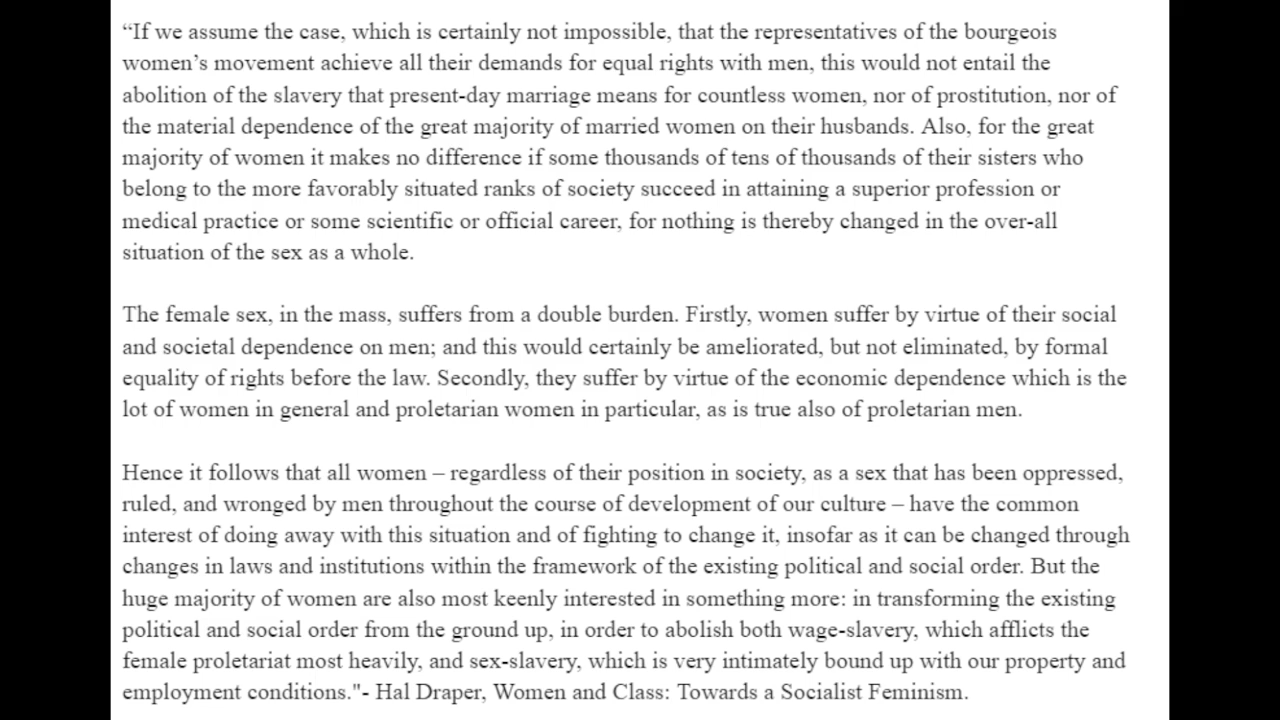 “If we assume the case, which is certainly not impossible, that the representatives of the bourgeois
women’s movement achieve all their demands for equal rights with men, this would not entail the
abolition of the slavery that present-day marriage means for countless women, nor of prostitution, nor of
the material dependence of the great majority of married women on their husbands. Also, for the great
majority of women it makes no difference if some thousands of tens of thousands of their sisters who
belong to the more favorably situated ranks of society succeed in attaining a superior profession or
medical practice or some scientific or official career, for nothing is thereby changed in the over-all
situation of the sex as a whole.
The female sex, in the mass, suffers from a double burden. Firstly, women suffer by virtue of their social
and societal dependence on men; and this would certainly be ameliorated, but not eliminated, by formal
equality of rights before the law. Secondly, they suffer by virtue of the economic dependence which is the
lot of women in general and proletarian women in particular, as is true also of proletarian men.
Hence it follows that all women – regardless of their position in society, as a sex that has been oppressed,
ruled, and wronged by men throughout the course of development of our culture – have the common
interest of doing away with this situation and of fighting to change it, insofar as it can be changed through
changes in laws and institutions within the framework of the existing political and social order. But the
huge majority of women are also most keenly interested in something more: in transforming the existing
political and social order from the ground up, in order to abolish both wage-slavery, which afflicts the
female proletariat most heavily, and sex-slavery, which is very intimately bound up with our property and
employment conditions."- Hal Draper, Women and Class: Towards a Socialist Feminism.